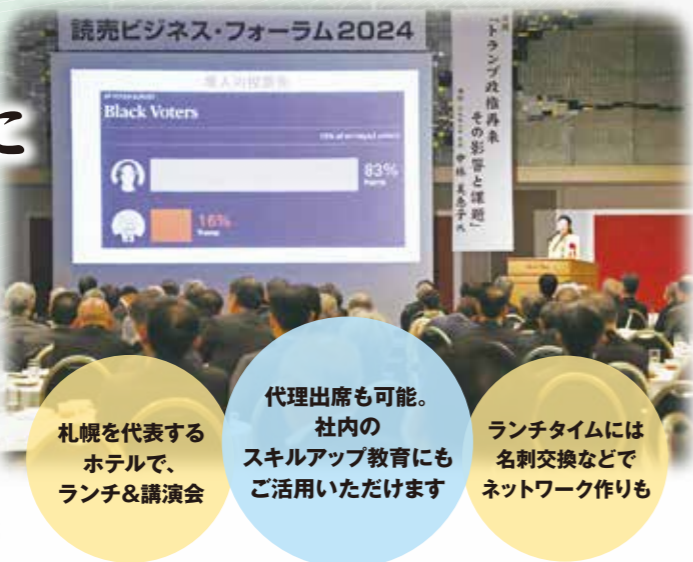 読売ビジネス・フォーラム2024
に
「トランプ政権再来
その影響と課題」
Black Voters
83%
16%
Trump
札幌を代表する
ホテルで、
ランチ&講演会
代理出席も可能。
社内の
スキルアップ教育にも
ご活用いただけます
ランチタイムには
名刺交換などで
ネットワーク作りも